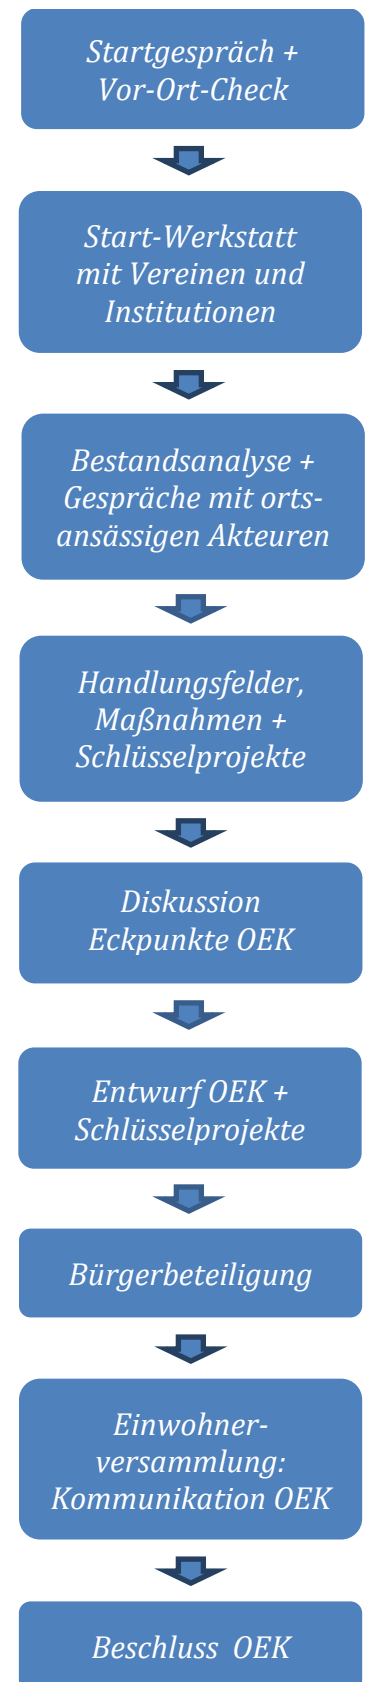 Startgespräch +
Vor-Ort-Check
Start-Werkstatt
mit Vereinen und
Institutionen
Bestandsanalyse +
Gespräche mit orts-
ansässigen Akteuren
Handlungsfelder,
Maßnahmen +
Schlüsselprojekte
Diskussion
Eckpunkte OEK
Entwurf OEK +
Schlüsselprojekte
Bürgerbeteiligung
Einwohner-
versammlung:
Kommunikation OEK
Beschluss OEK